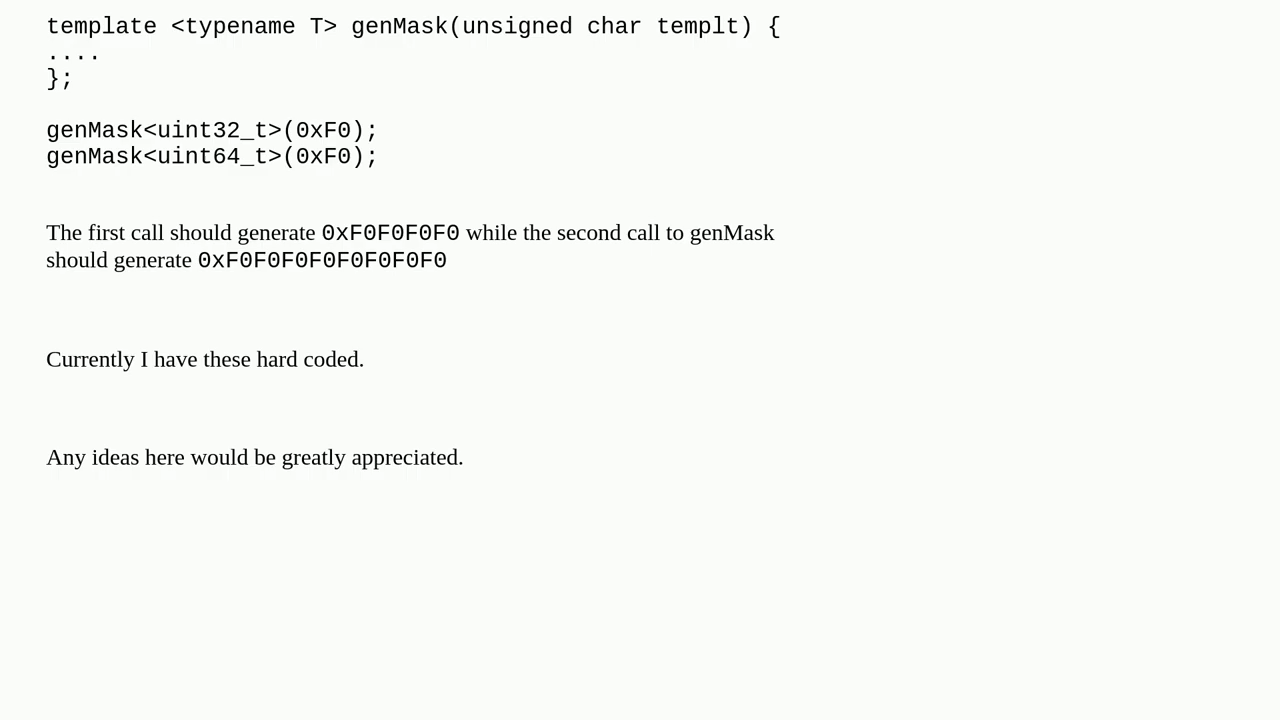 template <typename T> genMask(unsigned char templt) {
....
};
genMask<uint32_t>(0xF0);
genMask<uint64_t>(0xF0);
The first call should generate 0xF0F0F0F0 while the second call to genMask
should generate 0xF0F0F0F0F0F0F0F0
Currently I have these hard coded.
Any ideas here would be greatly appreciated.